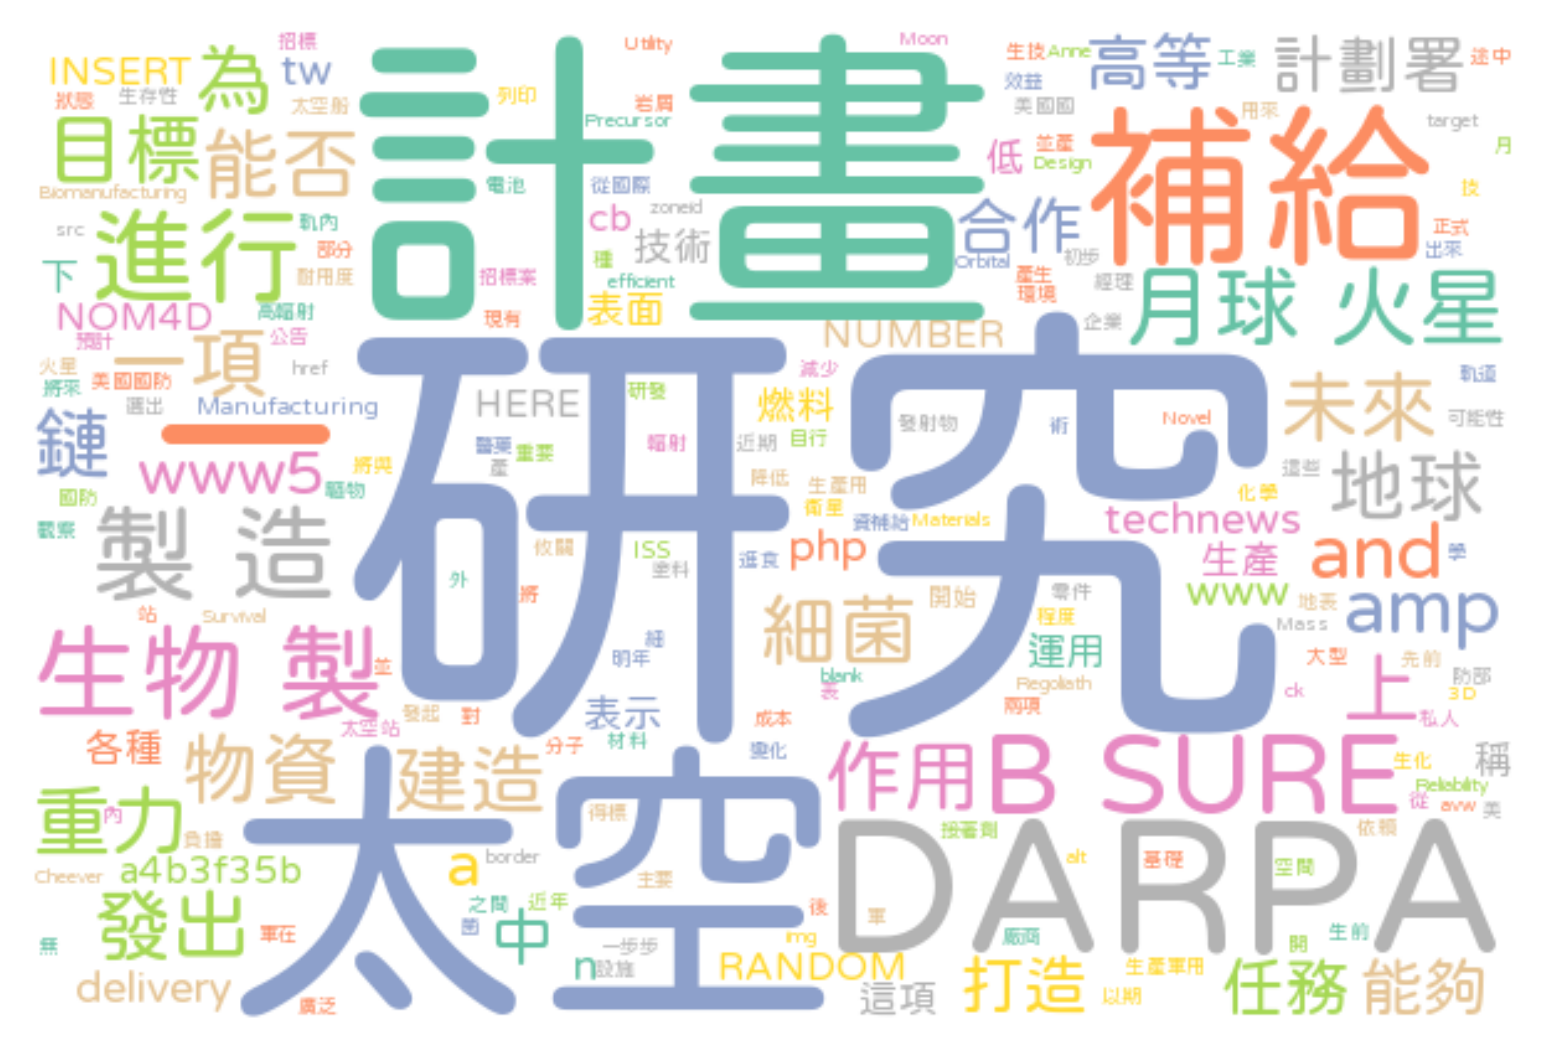 招標
Utility
Moon
INSERT
為
tw
計畫
生技
Anne
高等
工業
計劃署
途中
狀態
生存性
太空船
列印
岩屑
Precursor
效益
美國國
用來
target
目標
能否
低
並產
Design
補給
月
Biomanufacturing
電池
從國際
技
src
進行
軌內
部分
cb
zoneid
技術
合作
正式
出來
下
耐用度
招標案
種
efficient
Orbital
初步
產生
環境
經理
NOM4D
高輻射
現有
表面
月球 火星
預計
一項
公告
NUMBER
企業
火星
美國國防
href
減少
軌道
將來
選出
Manufacturing
HERE
研發
燃料
研究
未來
可能性
鏈
一
醫藥
重要
輻射
近期
目行
發射物
術
Novel
www5
將與
產
降低
生產用
這些
地球
國防
驅物
衛星
化學
觀察
製 造
資補給
Materials
technews
攸關
ISS
塗料
進食
php
生產
and
學
外
將
開始
零件
www
地表
amp
站
Survival
細菌
程度
Mass
生物 製
並
細
明年
運用
大型
先前
防部
blank
表
Regoliath
兩項
ck
上
3D
太空站
發起
對
表示
成本
私人
各種
物資
建造
分子
材料
變化
作用
B SURE
生化
稱
重力
內
負擔
太空
得標
Reliability
從
avw
美
接著劑
依賴
Cheever
a4b3f35b
a
border
主要
DARPA
alt
基礎
空間
發出
之間
近年
後
軍
無
軍在
菌
中
一步步
img
廠商
開
生前
delivery
n
設施
RANDOM
這項
打造
生產軍用
以期
任務
能夠
廣泛